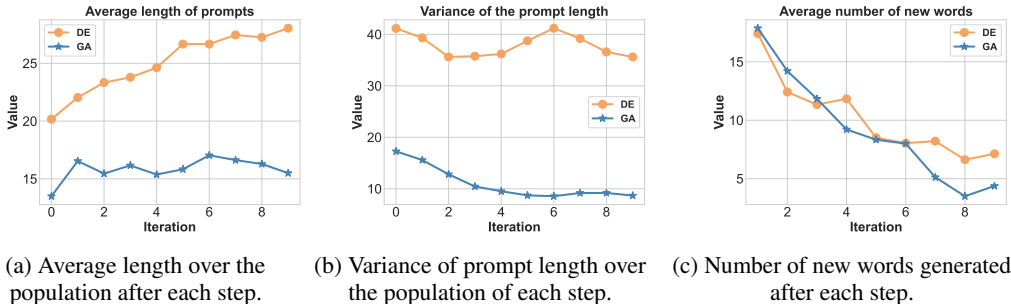 Average length of prompts
DE
GA
25
20
15
Value
0 2 4 6 8
Iteration
(a) Average length over the
population after each step.
Variance of the prompt length
40
30
20
10
DE
GA
Value
0 2 4 6 8
Iteration
(b) Variance of prompt length over
the population of each step.
Average number of new words
DE
GA
15
10
5
Value
2 4 6 8
Iteration
(c) Number of new words generated
after each step.